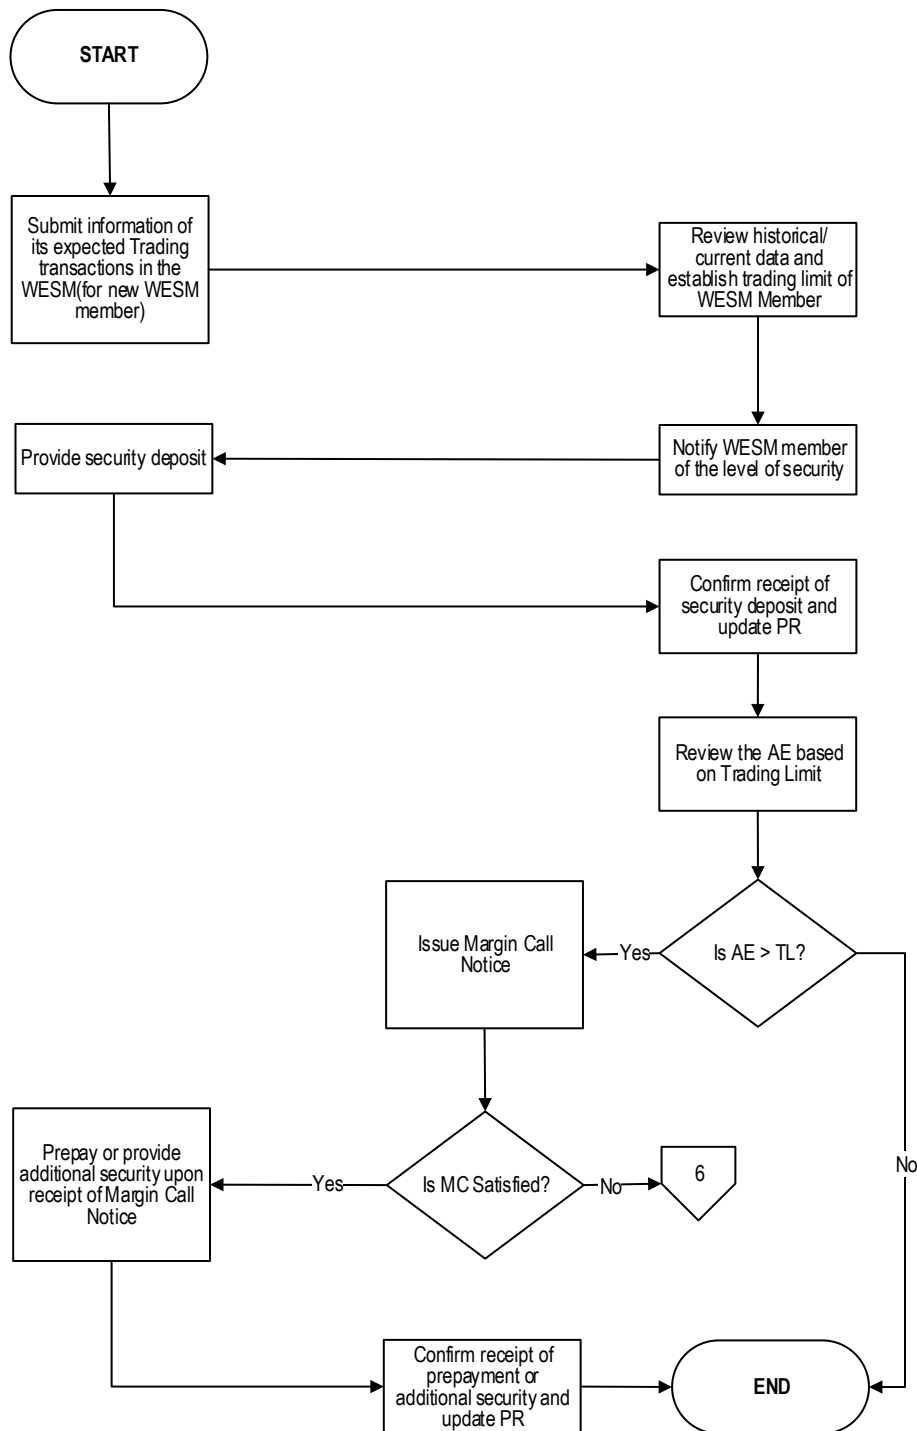 START
Submit information of
its expected Trading
transactions in the
WESM(for new WESM
member)
Review historical/
current data and
establish trading limit of
WESM Member
Provide security deposit
Notify WESM member
of the level of security
Confirm receipt of
security deposit and
update PR
Review the AE based
on Trading Limit
Issue Margin Call
Notice
Yes
Is AE > TL?
No
Prepay or provide
additional security upon
receipt of Margin Call
Notice
Yes
Is MC Satisfied?
No
6
Confirm receipt of
prepayment or
additional security and
update PR
END